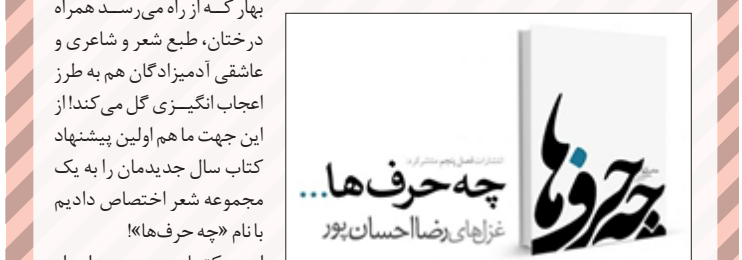 بهار که از راه می‌رسد همراه
درختان، طبع شعر و شاعری و
عاشقی آدمیزادگان هم به طرز
اعجاب انگیزی گل می‌کند! از
این جهت ما هم اولین پیشنهاد
کتاب سال جدیدمان را به یک
مجموعه شعر اختصاص دادیم
با نام «چه حرف‌ها»!
انتشارات فصل پنجم منتشر کرد:
چه حرف‌ها...
غزل‌های رضا احسان‌پور
چه حرف‌ها